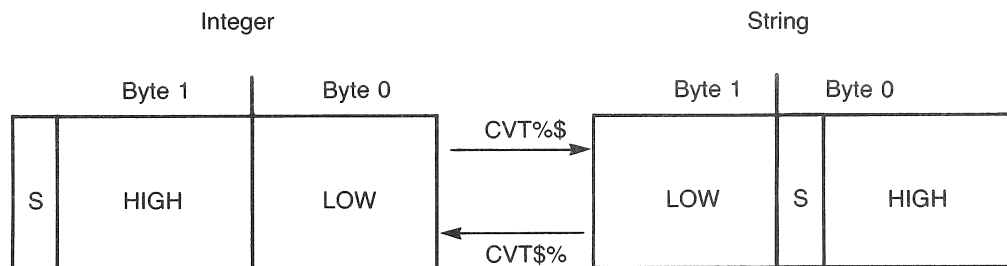 Integer
String
Byte 1
Byte 0
Byte 1
Byte 0
CVT%$
S
HIGH
LOW
LOW
S
HIGH
CVT$%